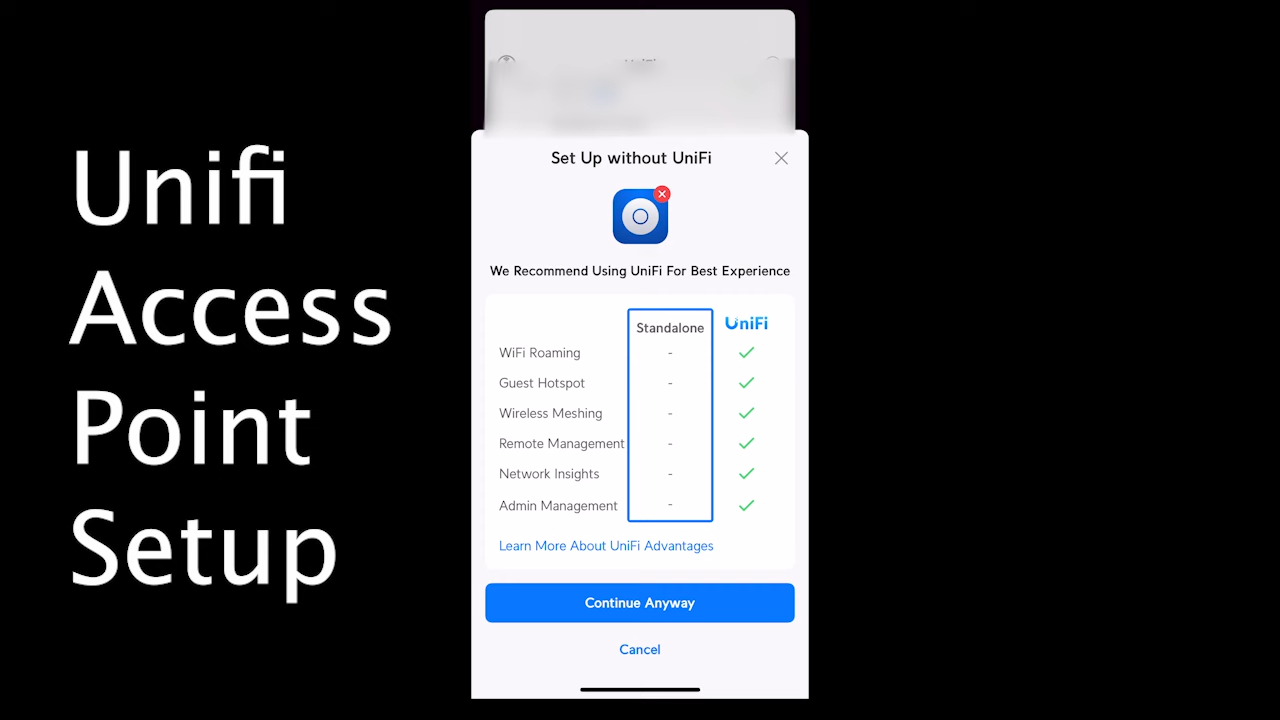 Unifi
Access
Point
Setup
Set Up without UniFi
We Recommend Using UniFi For Best Experience
Standalone UniFi
WiFi Roaming -
Guest Hotspot -
Wireless Meshing -
Remote Management -
Network Insights -
Admin Management -
Learn More About UniFi Advantages
Continue Anyway
Cancel